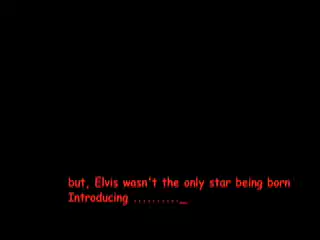 but, Elvis wasn't the only star being born
Introducing .........._